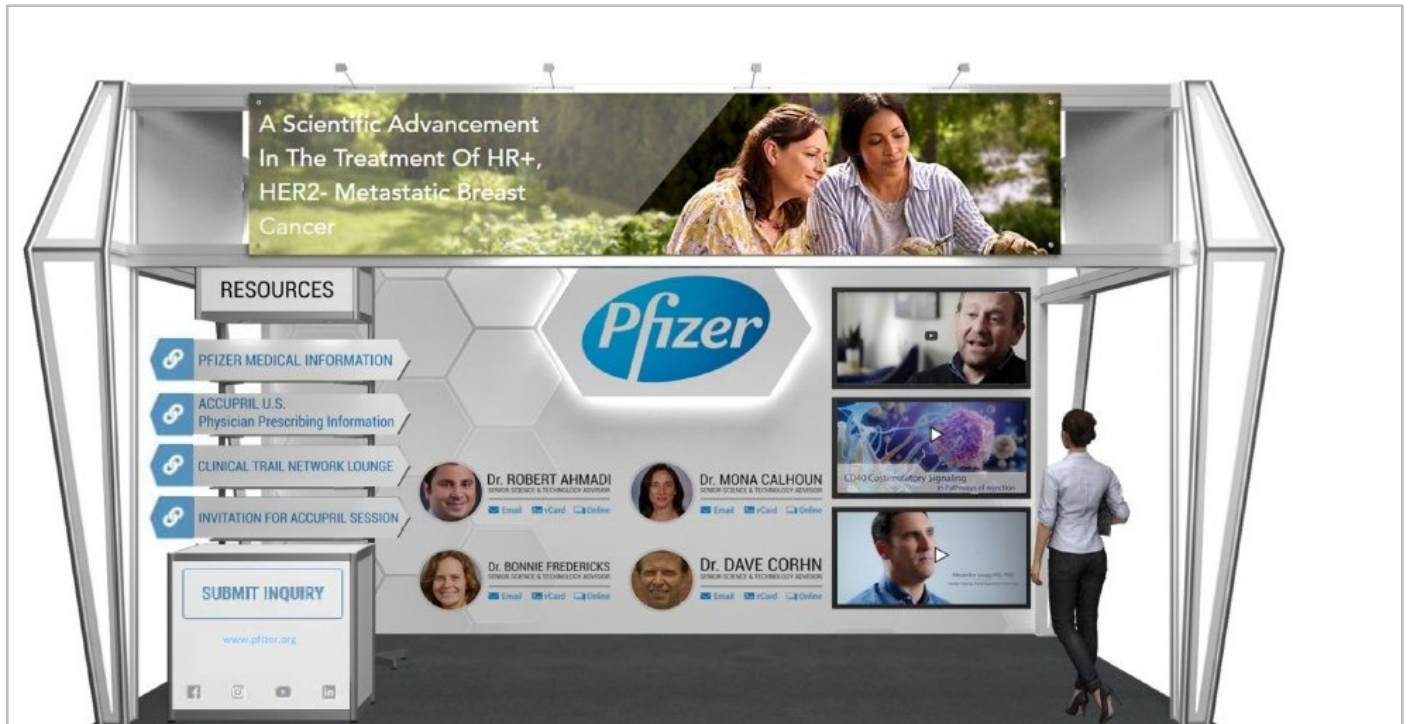 A Scientific Advancement
In The Treatment Of HR+,
HER2- Metastatic Breast
Cancer
RESOURCES
PFIZER MEDICAL INFORMATION
ACCUPRIL U.S.
Physician Prescribing Information
CLINICAL TRAIL NETWORK LOUNGE
INVITATION FOR ACCUPRIL SESSION
SUBMIT INQUIRY
www.pfizer.org
Pfizer
Dr. ROBERT AHMADI
SENIOR SCIENCE & TECHNOLOGY ADVISOR
Email vCard Online
Dr. MONA CALHOUN
SENIOR SCIENCE & TECHNOLOGY ADVISOR
Email vCard Online
Dr. BONNIE FREDERICKS
SENIOR SCIENCE & TECHNOLOGY ADVISOR
Email vCard Online
Dr. DAVE CORHN
SENIOR SCIENCE & TECHNOLOGY ADVISOR
Email vCard Online
CD40 Costimulatory Signaling
in Pathways of rejection